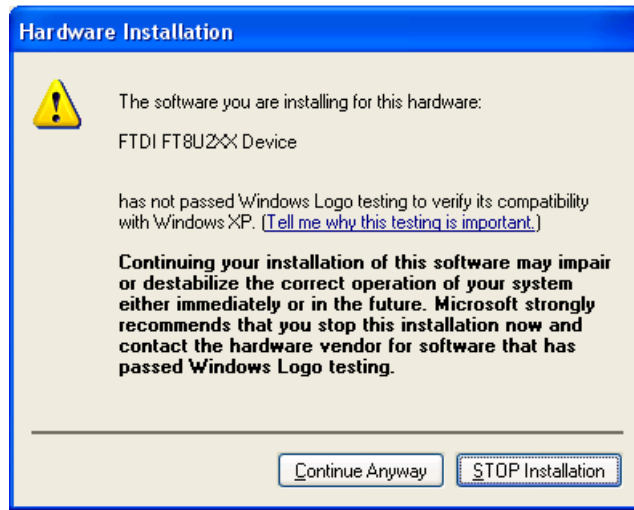 Hardware Installation
The software you are installing for this hardware:
FTDI FT8U2XX Device
has not passed Windows Logo testing to verify its compatibility
with Windows XP. (Tell me why this testing is important.)
Continuing your installation of this software may impair
or destabilize the correct operation of your system
either immediately or in the future. Microsoft strongly
recommends that you stop this installation now and
contact the hardware vendor for software that has
passed Windows Logo testing.
Continue Anyway
STOP Installation